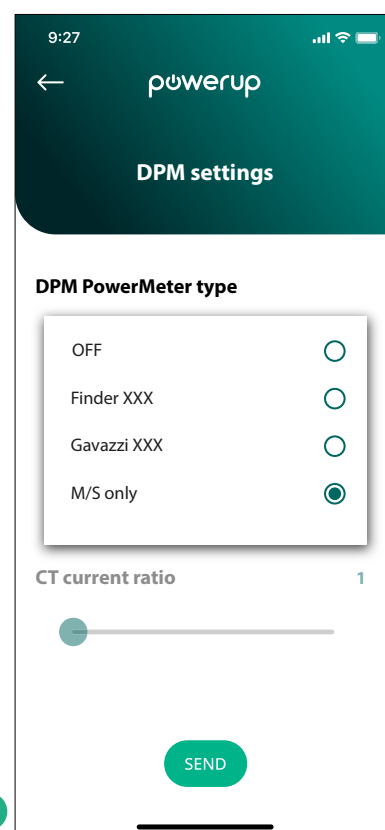 9:27
powerup
DPM settings
DPM PowerMeter type
OFF
Finder XXX
Gavazzi XXX
M/S only
CT current ratio 1
SEND